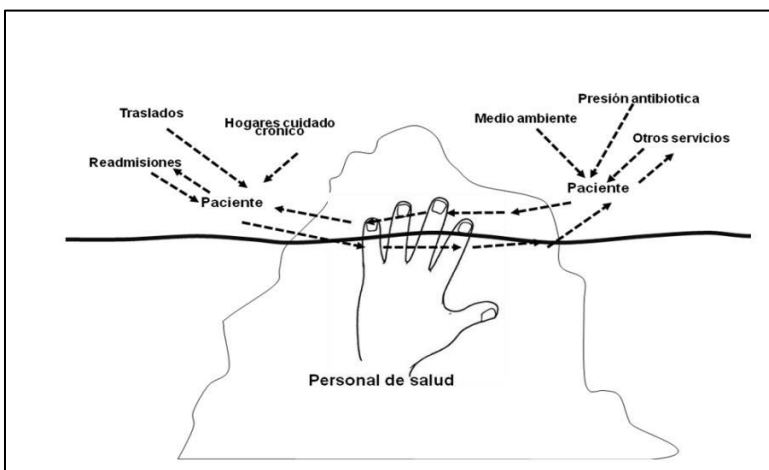 Presión antibiotica
Traslados
Hogares cuidado
crónico
Medio ambiente
Otros servicios
Readmisiones
Paciente
Paciente
Personal de salud